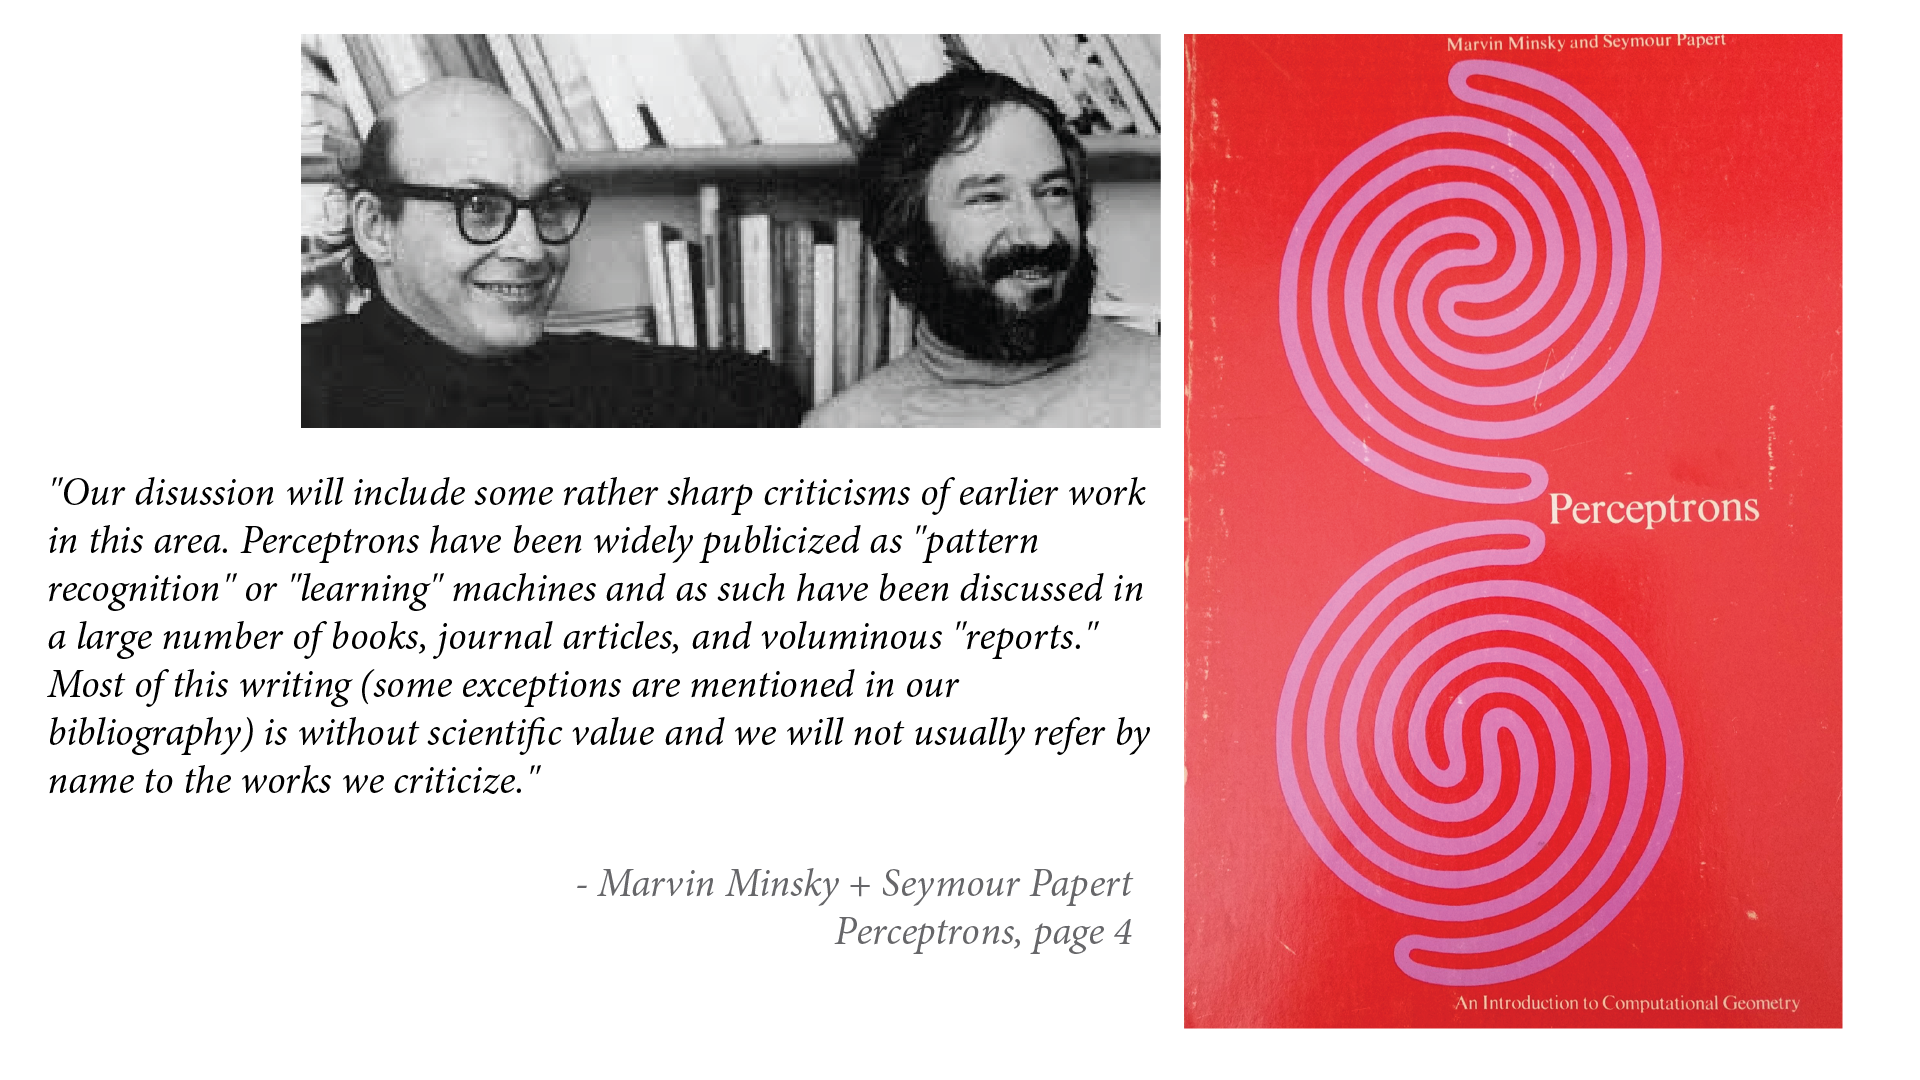 "Our disussion will include some rather sharp criticisms of earlier work
in this area. Perceptrons have been widely publicized as "pattern
recognition" or "learning" machines and as such have been discussed in
a large number of books, journal articles, and voluminous "reports."
Most of this writing (some exceptions are mentioned in our
bibliography) is without scientific value and we will not usually refer by
name to the works we criticize."
- Marvin Minsky + Seymour Papert
Perceptrons, page 4
Marvin Minsky and Seymour Papert
Perceptrons
An Introduction to Computational Geometry